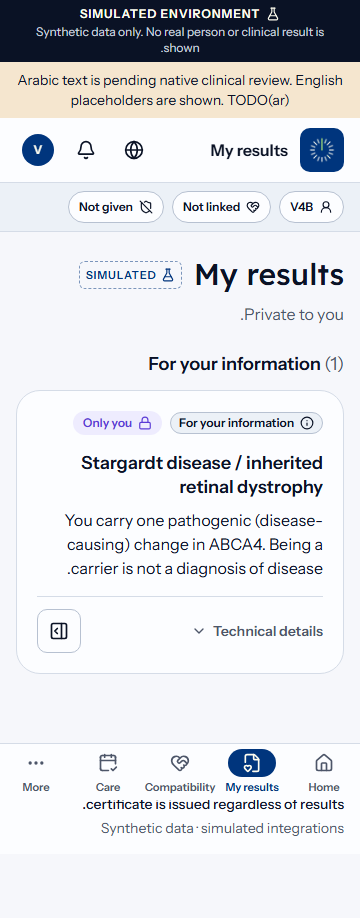 SIMULATED ENVIRONMENT
Synthetic data only. No real person or clinical result is
.shown
Arabic text is pending native clinical review. English
placeholders are shown. TODO(ar)
My results
V
V4B
Not linked
Not given
My results
SIMULATED
.Private to you
For your information (1)
For your information
Only you
Stargardt disease / inherited
retinal dystrophy
You carry one pathogenic (disease-
causing) change in ABCA4. Being a
.carrier is not a diagnosis of disease
Technical details
Home
My results
Compatibility
Care
More
.certificate is issued regardless of results
Synthetic data · simulated integrations